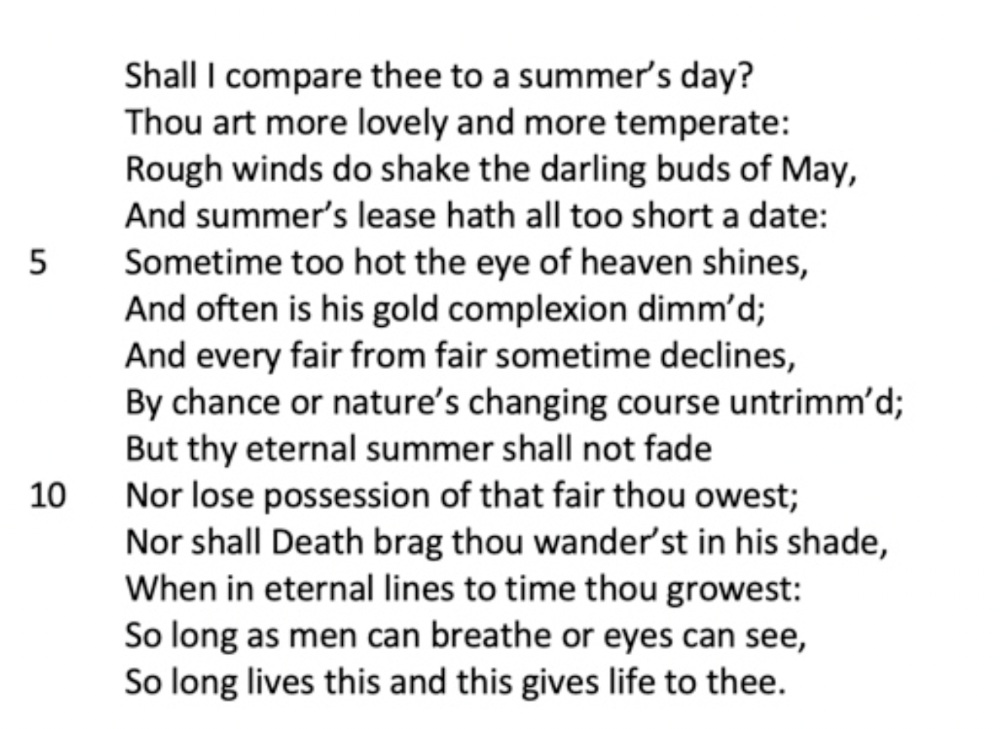 Shall I compare thee to a summer’s day?
Thou art more lovely and more temperate:
Rough winds do shake the darling buds of May,
And summer’s lease hath all too short a date:
5 Sometime too hot the eye of heaven shines,
And often is his gold complexion dimm’d;
And every fair from fair sometime declines,
By chance or nature’s changing course untrimm’d;
But thy eternal summer shall not fade
10 Nor lose possession of that fair thou owest;
Nor shall Death brag thou wander’st in his shade,
When in eternal lines to time thou growest:
So long as men can breathe or eyes can see,
So long lives this and this gives life to thee.